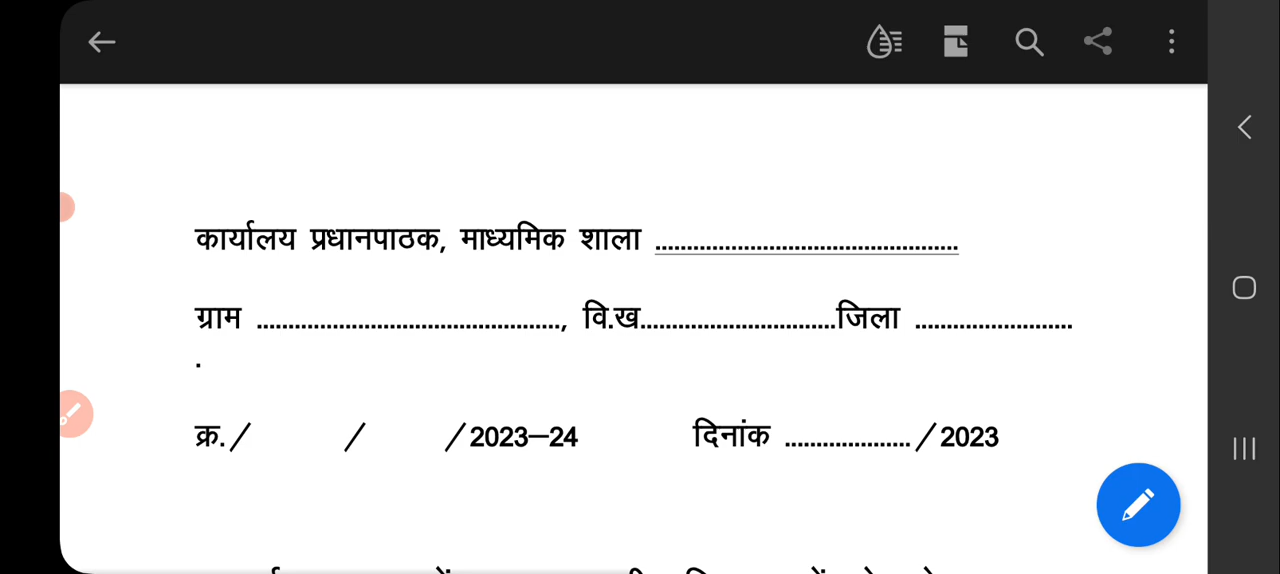 कार्यालय प्रधानपाठक, माध्यमिक शाला ................................................
ग्राम ................................................, वि.ख...............................जिला .........................
.
क्र./ / /2023–24 दिनांक ..................../2023